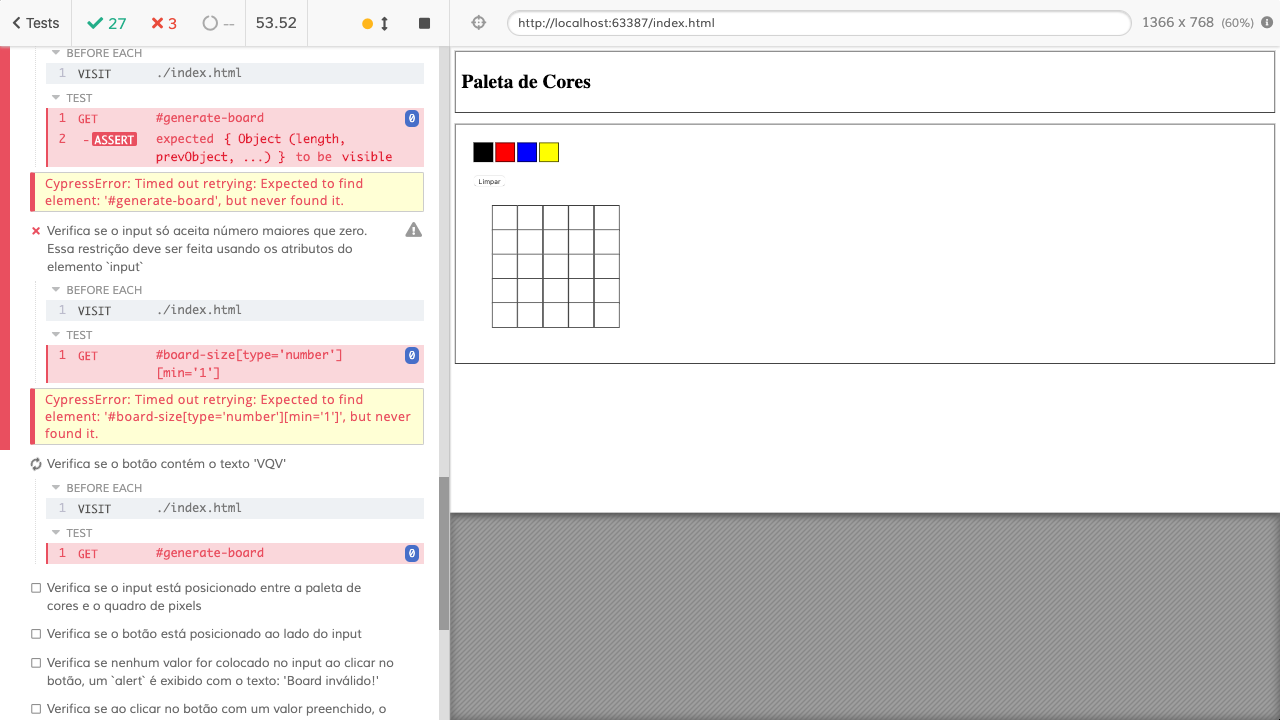 Tests
27
3
--
53.52
http://localhost:63387/index.html
1366 x 768 (60%)
BEFORE EACH
1 VISIT ./index.html
TEST
1 GET #generate-board 0
2 -ASSERT expected { Object (length,
prevObject, ...) } to be visible
CypressError: Timed out retrying: Expected to find
element: '#generate-board', but never found it.
Verifica se o input só aceita número maiores que zero.
Essa restrição deve ser feita usando os atributos do
elemento `input`
BEFORE EACH
1 VISIT ./index.html
TEST
1 GET #board-size[type='number'] 0
[min='1']
CypressError: Timed out retrying: Expected to find
element: '#board-size[type='number'][min='1']', but never
found it.
Verifica se o botão contém o texto 'VQV'
BEFORE EACH
1 VISIT ./index.html
TEST
1 GET #generate-board 0
Verifica se o input está posicionado entre a paleta de
cores e o quadro de pixels
Verifica se o botão está posicionado ao lado do input
Verifica se nenhum valor for colocado no input ao clicar no
botão, um `alert` é exibido com o texto: 'Board inválido!'
Verifica se ao clicar no botão com um valor preenchido, o
Paleta de Cores
Limpar